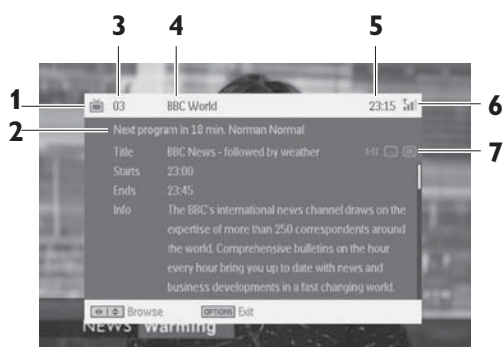 3 4 5
1 03 BBC World 23:15 6
2 Next program in 18 min. Norman Normal
Title BBC News - followed by weather 7
Starts 23:00
Ends 23:45
Info The BBC's international news channel draws on the
expertise of more than 250 correspondents around
the world. Comprehensive bulletins on the hour
every hour bring you up to date with news and
business developments in a fast changing world.
Browse OPTIONS Exit
NEWS Warming